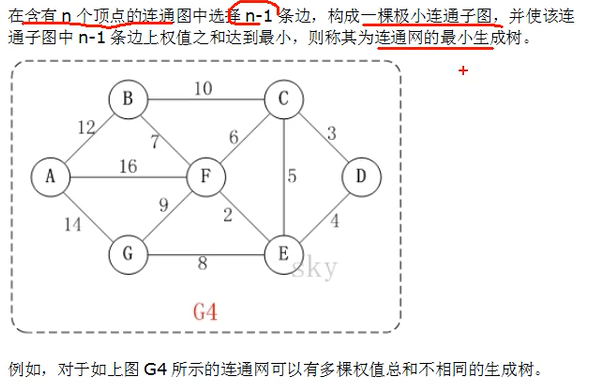 在含有 n 个顶点的连通图中选择 n-1 条边，构成一棵极小连通子图，并使该连
通子图中 n-1 条边上权值之和达到最小，则称其为连通网的最小生成树。
B 10 C
12 7 6 3
A 16 F 5 D
14 9 2 4
G 8 E
sky
G4
例如，对于如上图 G4 所示的连通网可以有多棵权值总和不相同的生成树。